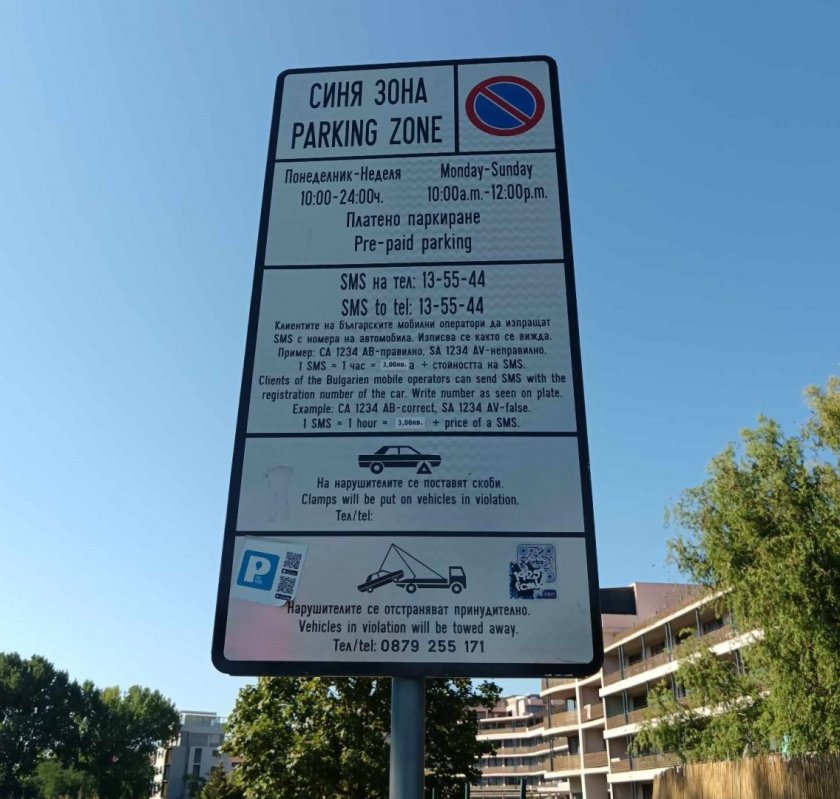 СИНЯ ЗОНА
PARKING ZONE
Понеделник-Неделя
10:00-24:00ч.
Monday-Sunday
10:00a.m.-12:00p.m.
Платено паркиране
Pre-paid parking
SMS на тел: 13-55-44
SMS to tel: 13-55-44
Клиентите на българските мобилни оператори да изпращат
SMS с номера на автомобила. Изписва се както се вижда.
Пример: CA 1234 AB-правилно, SA 1234 AV-неправилно.
1 SMS = 1 час = 3,00лв. а + стойността на SMS.
Clients of the Bulgarien mobile operators can send SMS with the
registration number of the car. Write number as seen on plate.
Example: CA 1234 AB-correct, SA 1234 AV-false.
1 SMS = 1 hour = 3,00лв. + price of a SMS.
На нарушителите се поставят скоби.
Clamps will be put on vehicles in violation.
Тел/tel:
P
Нарушителите се отстраняват принудително.
Vehicles in violation will be towed away.
Тел/tel: 0879 255 171